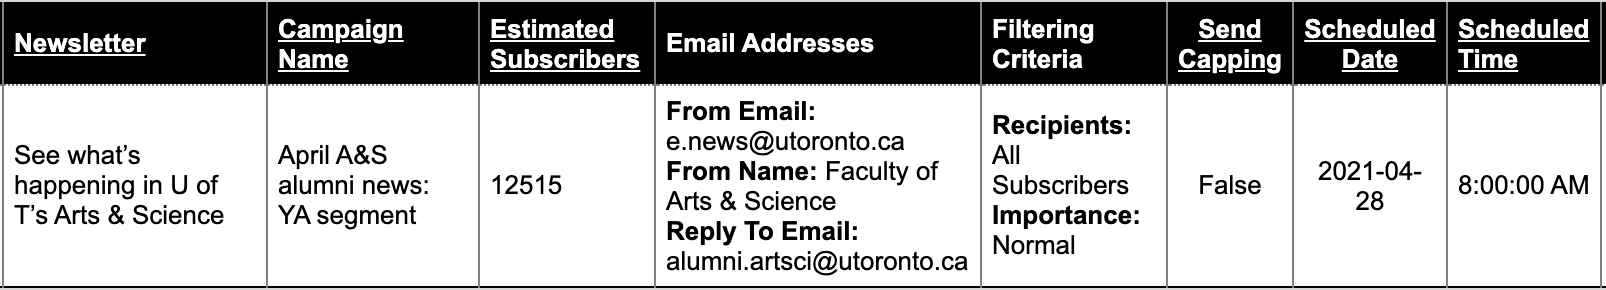 Newsletter
Campaign
Name
Estimated
Subscribers
Email Addresses
Filtering
Criteria
Send
Capping
Scheduled
Date
Scheduled
Time
See what’s
happening in U of
T’s Arts & Science
April A&S
alumni news:
YA segment
12515
From Email:
e.news@utoronto.ca
From Name: Faculty of
Arts & Science
Reply To Email:
alumni.artsci@utoronto.ca
Recipients:
All
Subscribers
Importance:
Normal
False
2021-04-
28
8:00:00 AM